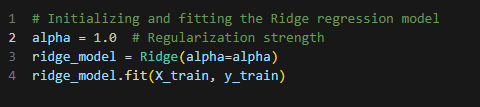 1 # Initializing and fitting the Ridge regression model
2 alpha = 1.0  # Regularization strength
3 ridge_model = Ridge(alpha=alpha)
4 ridge_model.fit(X_train, y_train)